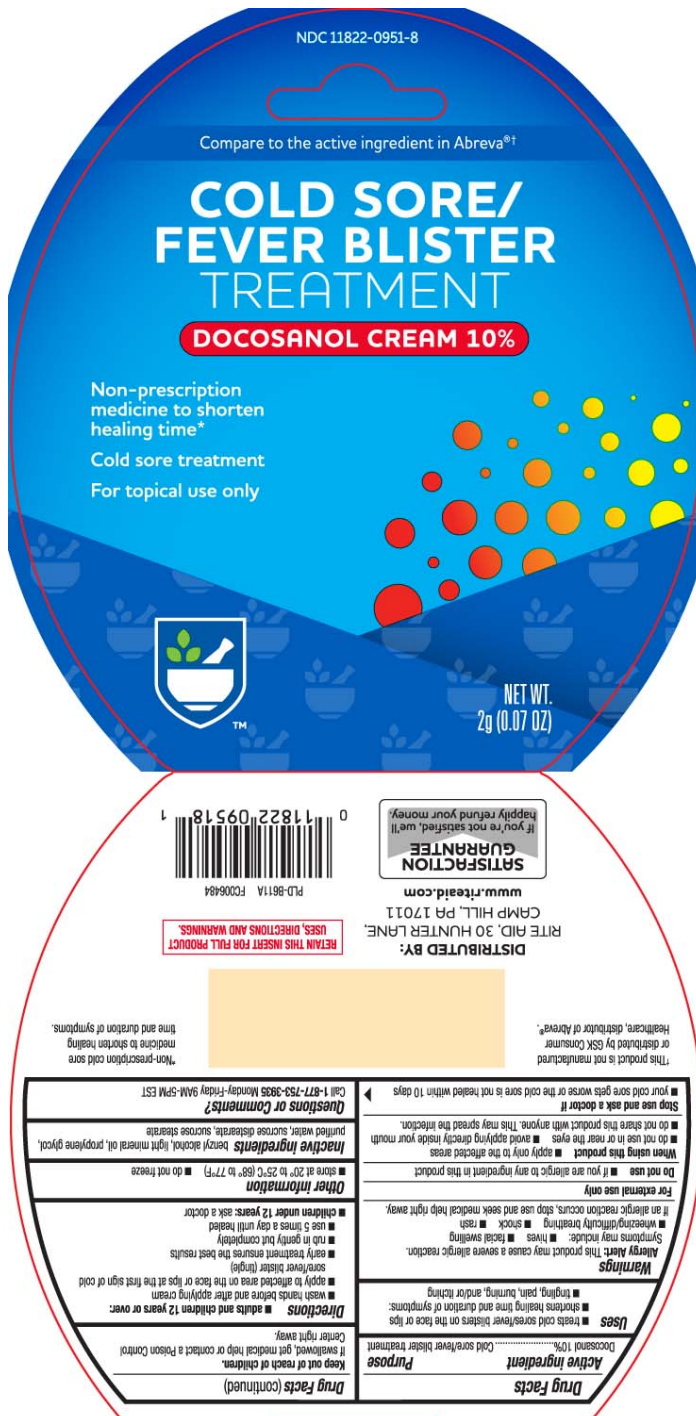 NDC 11822-0951-8
Compare to the active ingredient in Abreva®†
COLD SORE/
FEVER BLISTER
TREATMENT
DOCOSANOL CREAM 10%
Non-prescription
medicine to shorten
healing time*
Cold sore treatment
For topical use only
TM
NET WT.
2g (0.07 OZ)
Drug Facts
Active ingredient Purpose
Docosanol 10%........................Cold sore/fever blister treatment
Uses ■ treats cold sores/fever blisters on the face or lips
■ shortens healing time and duration of symptoms:
■ tingling, pain, burning, and/or itching
Warnings
Allergy Alert: This product may cause a severe allergic reaction.
Symptoms may include: ■ hives ■ facial swelling
■ wheezing/difficulty breathing ■ shock ■ rash
If an allergic reaction occurs, stop use and seek medical help right away.
For external use only
Do not use ■ if you are allergic to any ingredient in this product
When using this product ■ apply only to the affected areas
■ do not use in or near the eyes ■ avoid applying directly inside your mouth
■ do not share this product with anyone. This may spread the infection.
Stop use and ask a doctor if
■ your cold sore gets worse or the cold sore is not healed within 10 days
Drug Facts (continued)
Keep out of reach of children.
If swallowed, get medical help or contact a Poison Control
Center right away.
Directions ■ adults and children 12 years or over:
■ wash hands before and after applying cream
■ apply to affected area on the face or lips at the first sign of cold
sore/fever blister (tingle)
■ early treatment ensures the best results
■ rub in gently but completely
■ use 5 times a day until healed
■ children under 12 years: ask a doctor
Other information
■ store at 20° to 25°C (68° to 77°F) ■ do not freeze
Inactive ingredients benzyl alcohol, light mineral oil, propylene glycol,
purified water, sucrose distearate, sucrose stearate
Questions or Comments?
Call 1-877-753-3935 Monday-Friday 9AM-5PM EST
†This product is not manufactured
or distributed by GSK Consumer
Healthcare, distributor of Abreva®.
*Non-prescription cold sore
medicine to shorten healing
time and duration of symptoms.
DISTRIBUTED BY:
RITE AID, 30 HUNTER LANE,
CAMP HILL, PA 17011
www.riteaid.com
SATISFACTION
GUARANTEE
If you're not satisfied, we'll
happily refund your money.
RETAIN THIS INSERT FOR FULL PRODUCT
USES, DIRECTIONS AND WARNINGS.
PLD-B611A FC006484
0 11822 09518 1